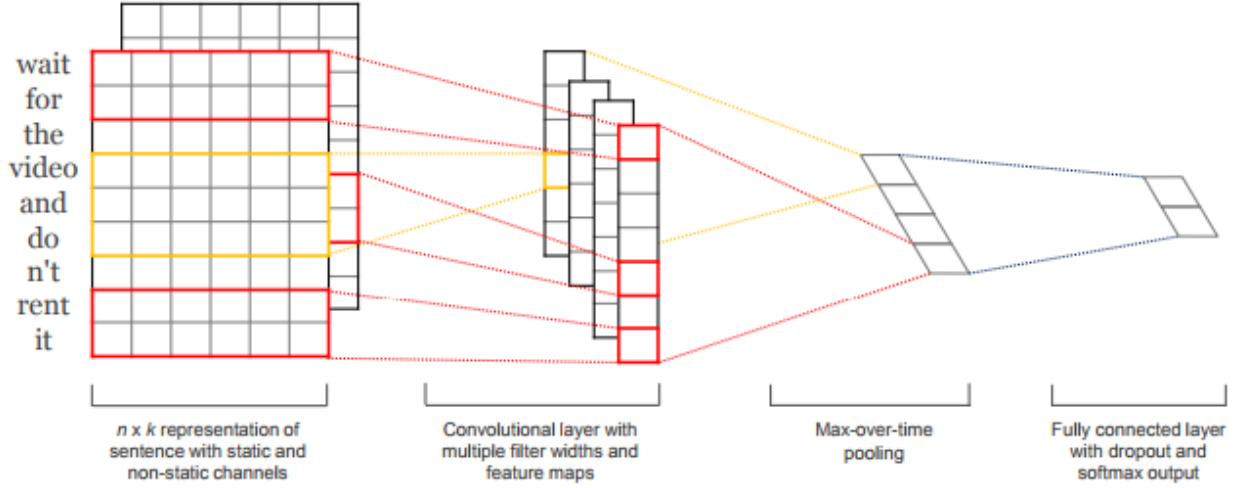 wait
for
the
video
and
do
n't
rent
it
n x k representation of
sentence with static and
non-static channels
Convolutional layer with
multiple filter widths and
feature maps
Max-over-time
pooling
Fully connected layer
with dropout and
softmax output